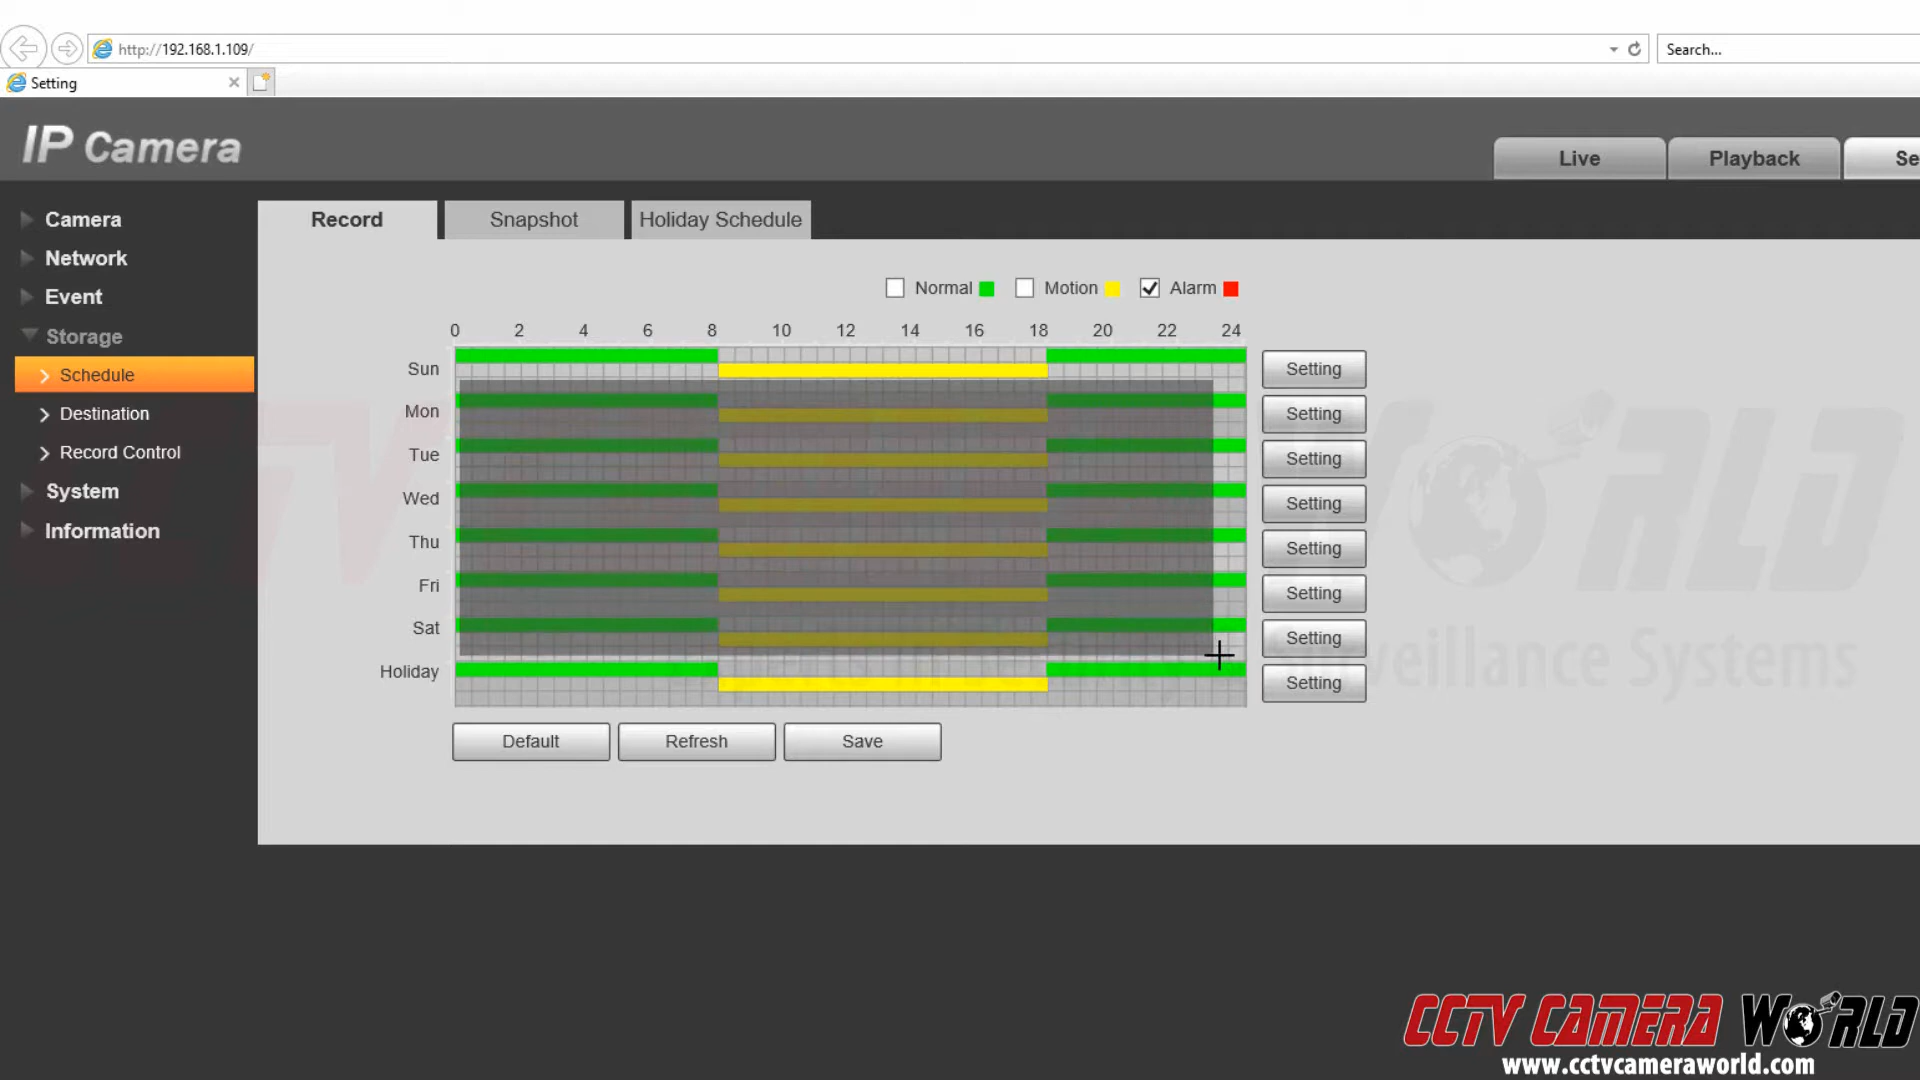 http://192.168.1.109/
Search...
Setting
IP Camera
Live
Playback
Se
Camera
Network
Event
Storage
Schedule
Destination
Record Control
System
Information
Record
Snapshot
Holiday Schedule
Normal
Motion
Alarm
0 2 4 6 8 10 12 14 16 18 20 22 24
Sun
Setting
Mon
Setting
Tue
Setting
Wed
Setting
Thu
Setting
Fri
Setting
Sat
Setting
Holiday
Setting
Default
Refresh
Save
WORLD
Surveillance Systems
CCTV CAMERA WORLD
www.cctvcameraworld.com